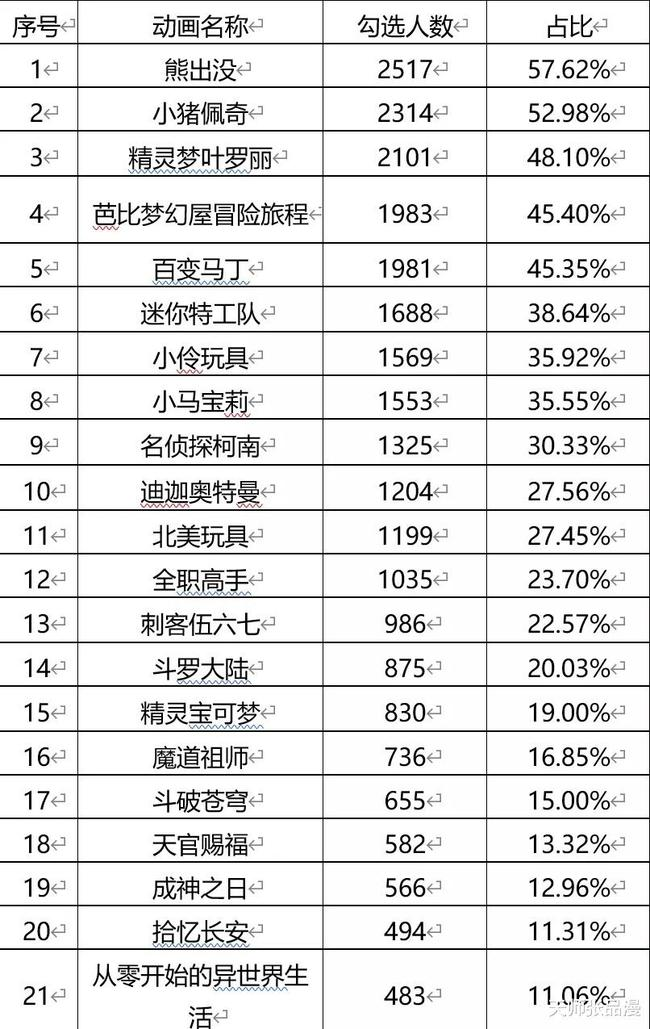 序号 动画名称 勾选人数 占比
1 熊出没 2517 57.62%
2 小猪佩奇 2314 52.98%
3 精灵梦叶罗丽 2101 48.10%
4 芭比梦幻屋冒险旅程 1983 45.40%
5 百变马丁 1981 45.35%
6 迷你特工队 1688 38.64%
7 小伶玩具 1569 35.92%
8 小马宝莉 1553 35.55%
9 名侦探柯南 1325 30.33%
10 迪迦奥特曼 1204 27.56%
11 北美玩具 1199 27.45%
12 全职高手 1035 23.70%
13 刺客伍六七 986 22.57%
14 斗罗大陆 875 20.03%
15 精灵宝可梦 830 19.00%
16 魔道祖师 736 16.85%
17 斗破苍穹 655 15.00%
18 天官赐福 582 13.32%
19 成神之日 566 12.96%
20 拾忆长安 494 11.31%
从零开始的异世界生
21 483 11.06%
活
大师张品漫